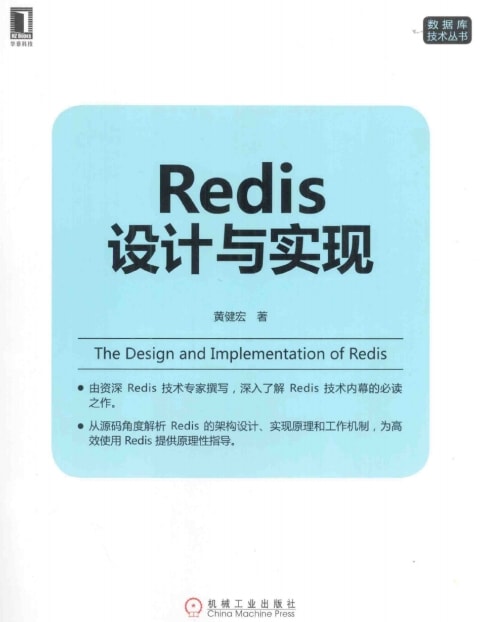 华章科技
数据库
技术丛书
Redis
设计与实现
黄健宏 著
The Design and Implementation of Redis
● 由资深 Redis 技术专家撰写，深入了解 Redis 技术内幕的必读
之作。
● 从源码角度解析 Redis 的架构设计、实现原理和工作机制，为高
效使用 Redis 提供原理性指导。
机械工业出版社
China Machine Press